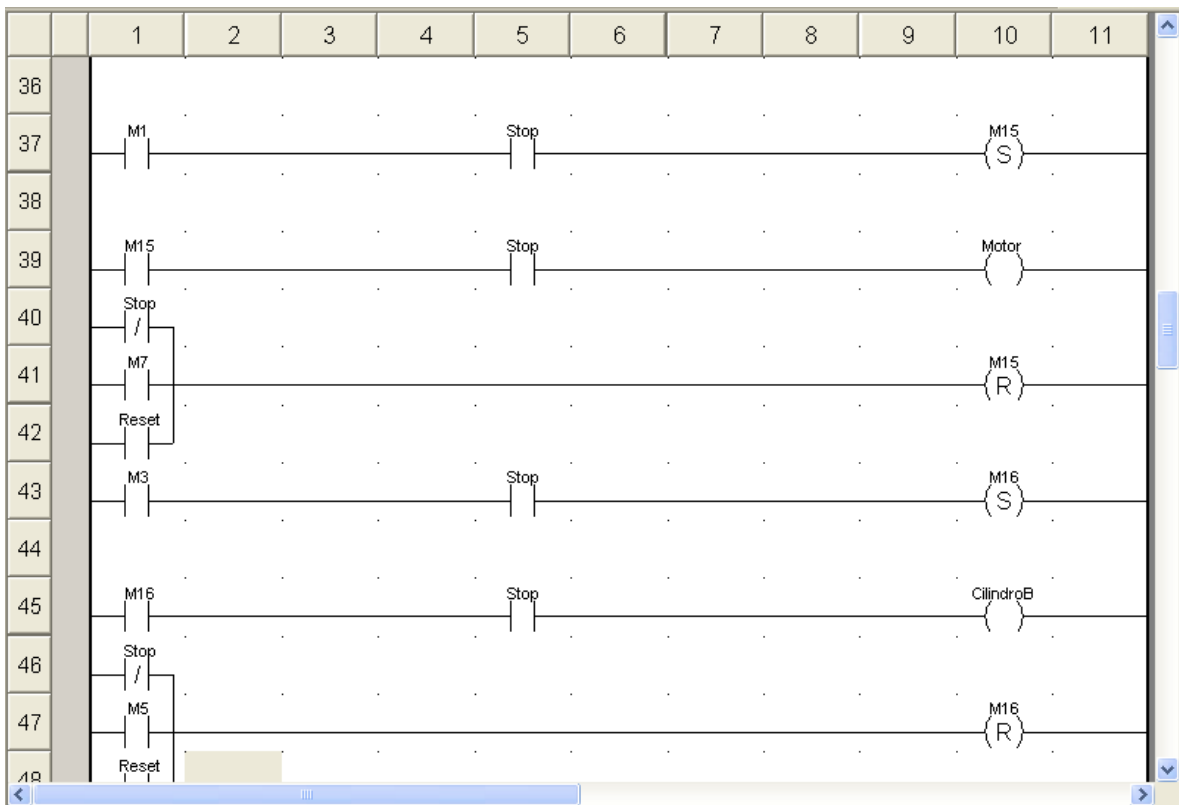 1 2 3 4 5 6 7 8 9 10 11
36
M1 Stop M15
37 S
38
M15 Stop Motor
39
Stop
40 /
M7 M15
41 R
Reset
42
M3 Stop M16
43 S
44
M16 Stop CilindroB
45
Stop
46 /
M5 M16
47 R
Reset
48